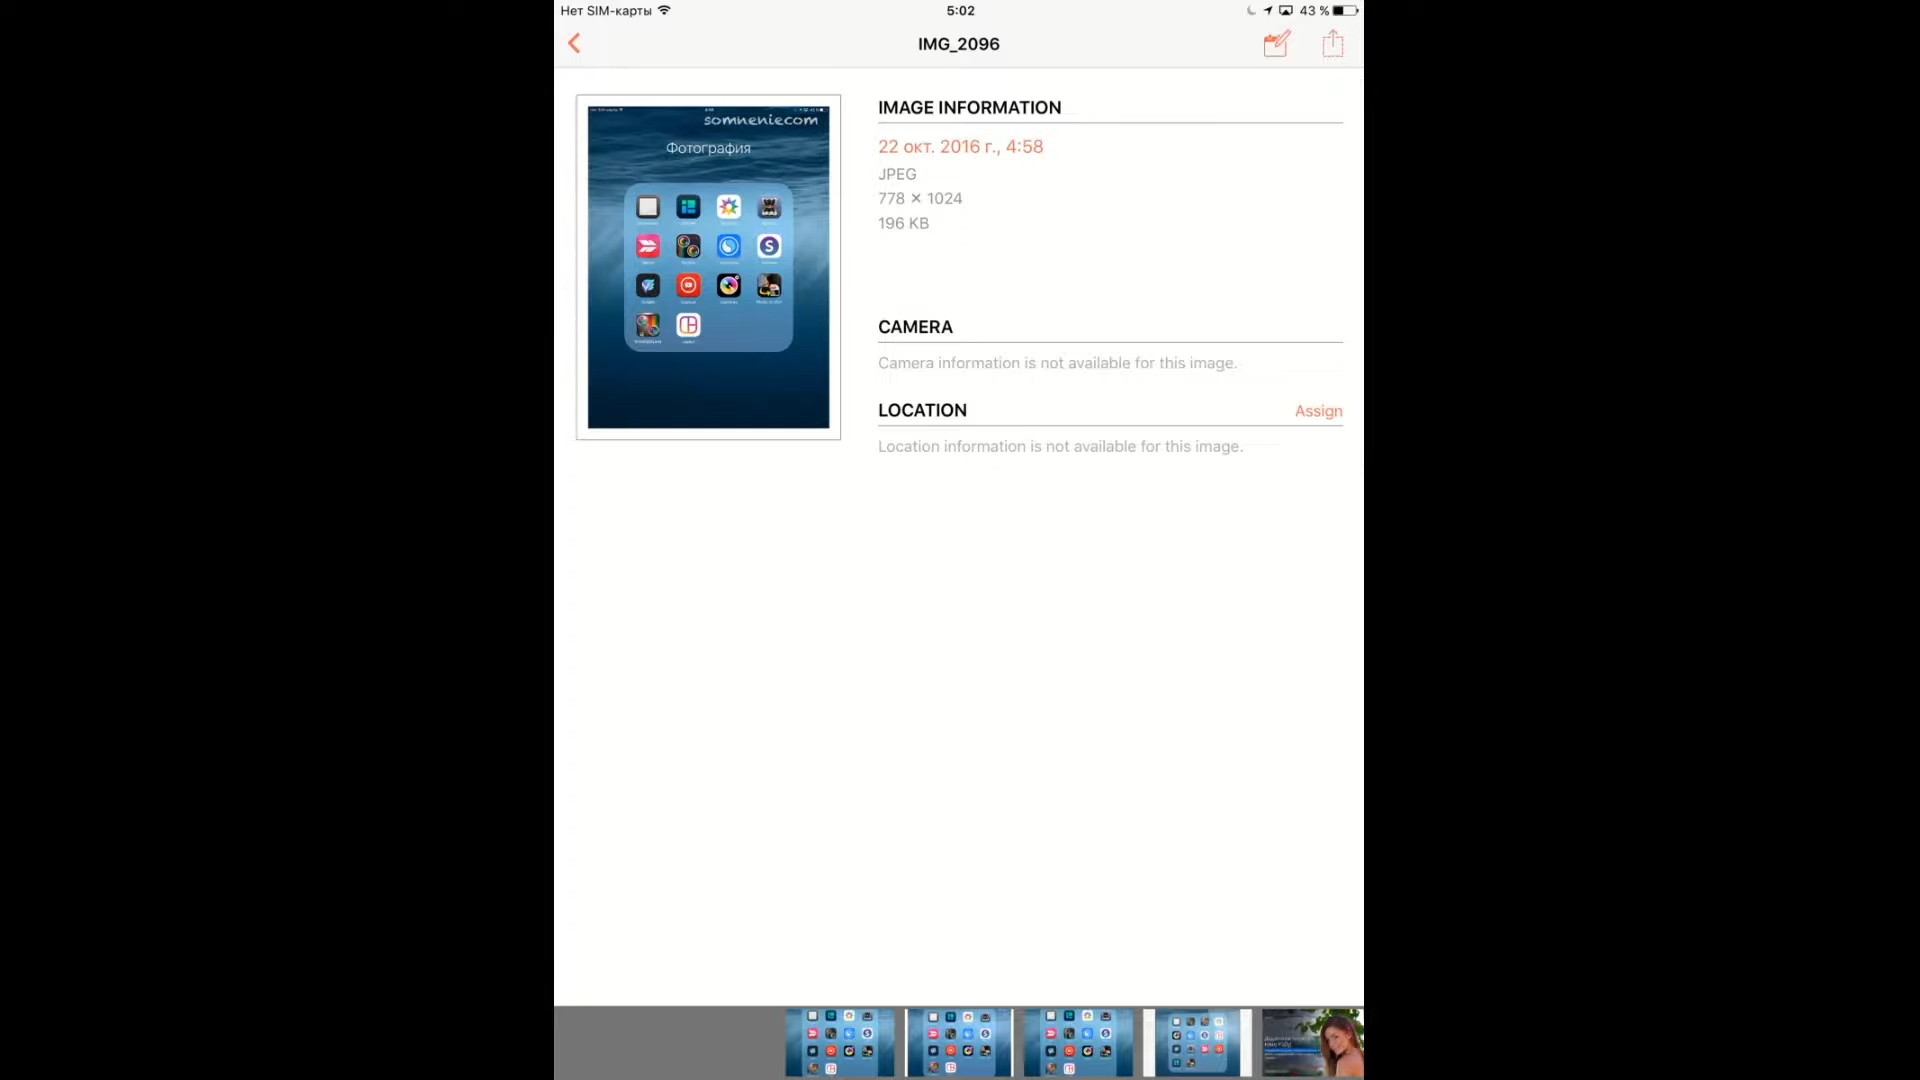 Нет SIM-карты
5:02
43 %
IMG_2096
somneniecom
Фотография
IMAGE INFORMATION
22 окт. 2016 г., 4:58
JPEG
778 × 1024
196 KB
CAMERA
Camera information is not available for this image.
LOCATION
Assign
Location information is not available for this image.